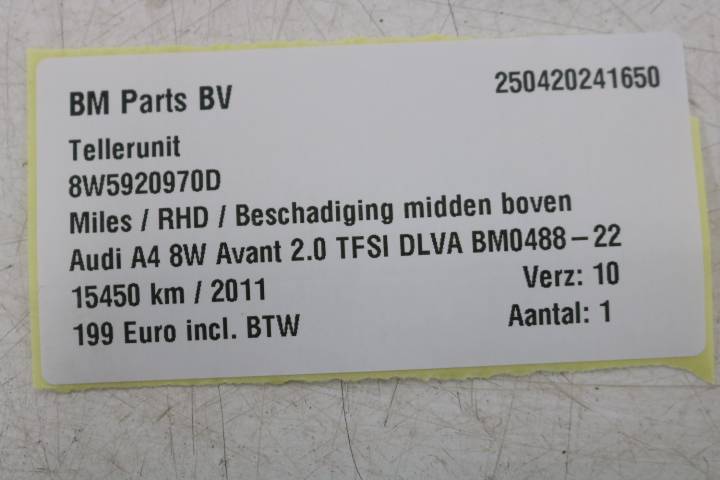 BM Parts BV 250420241650
Tellerunit
8W5920970D
Miles / RHD / Beschadiging midden boven
Audi A4 8W Avant 2.0 TFSI DLVA BM0488-22
15450 km / 2011 Verz: 10
199 Euro incl. BTW Aantal: 1